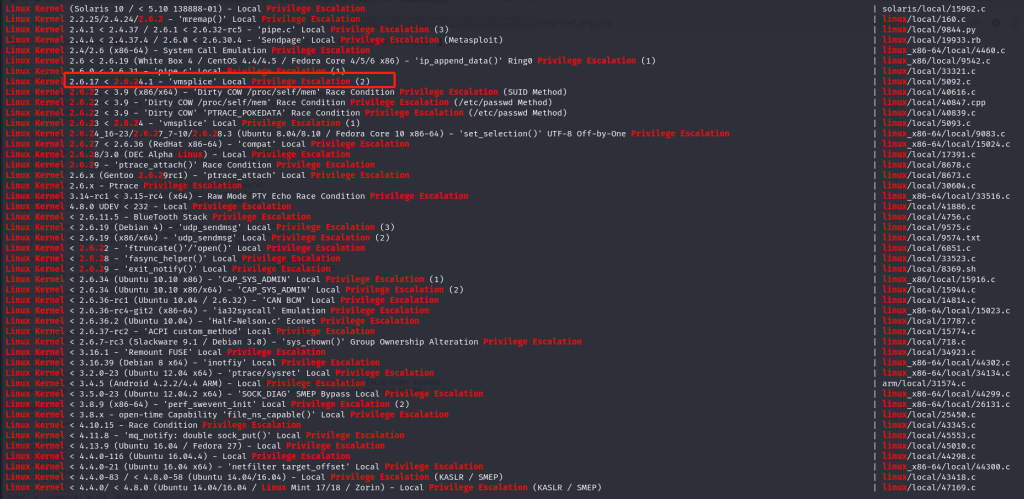 Linux Kernel (Solaris 10 / < 5.10 138888-01) - Local Privilege Escalation | solaris/local/15962.c
Linux Kernel 2.2.25/2.4.24/2.6.2 - 'mremap()' Local Privilege Escalation | linux/local/160.c
Linux Kernel 2.4.1 < 2.4.37 / 2.6.1 < 2.6.32-rc5 - 'pipe.c' Local Privilege Escalation (3) | linux/local/9844.py
Linux Kernel 2.4.4 < 2.4.37.4 / 2.6.0 < 2.6.30.4 - 'Sendpage' Local Privilege Escalation (Metasploit) | linux/local/19933.rb
Linux Kernel 2.4/2.6 (x86-64) - System Call Emulation Privilege Escalation | linux_x86-64/local/4460.c
Linux Kernel 2.6 < 2.6.19 (White Box 4 / CentOS 4.4/4.5 / Fedora Core 4/5/6 x86) - 'ip_append_data()' Ring0 Privilege Escalation (1) | linux_x86/local/9542.c
Linux Kernel 2.6.0 < 2.6.31 - 'pipe.c' Local Privilege Escalation (1) | linux/local/33321.c
Linux Kernel 2.6.17 < 2.6.24.1 - 'vmsplice' Local Privilege Escalation (2) | linux/local/5092.c
Linux Kernel 2.6.22 < 3.9 (x86/x64) - 'Dirty COW /proc/self/mem' Race Condition Privilege Escalation (SUID Method) | linux/local/40616.c
Linux Kernel 2.6.22 < 3.9 - 'Dirty COW /proc/self/mem' Race Condition Privilege Escalation (/etc/passwd Method) | linux/local/40847.cpp
Linux Kernel 2.6.22 < 3.9 - 'Dirty COW' 'PTRACE_POKEDATA' Race Condition Privilege Escalation (/etc/passwd Method) | linux/local/40839.c
Linux Kernel 2.6.23 < 2.6.24 - 'vmsplice' Local Privilege Escalation (1) | linux/local/5093.c
Linux Kernel 2.6.24_16-23/2.6.27_7-10/2.6.28.3 (Ubuntu 8.04/8.10 / Fedora Core 10 x86-64) - 'set_selection()' UTF-8 Off-by-One Privilege Escalation | linux_x86-64/local/9083.c
Linux Kernel 2.6.27 < 2.6.36 (RedHat x86-64) - 'compat' Local Privilege Escalation | linux_x86-64/local/15024.c
Linux Kernel 2.6.28/3.0 (DEC Alpha Linux) - Local Privilege Escalation | linux/local/17391.c
Linux Kernel 2.6.29 - 'ptrace_attach()' Race Condition Privilege Escalation | linux/local/8678.c
Linux Kernel 2.6.x (Gentoo 2.6.29rc1) - 'ptrace_attach' Local Privilege Escalation | linux/local/8673.c
Linux Kernel 2.6.x - Ptrace Privilege Escalation | linux/local/30604.c
Linux Kernel 3.14-rc1 < 3.15-rc4 (x64) - Raw Mode PTY Echo Race Condition Privilege Escalation | linux_x86-64/local/33516.c
Linux Kernel 4.8.0 UDEV < 232 - Local Privilege Escalation | linux/local/41886.c
Linux Kernel < 2.6.11.5 - BlueTooth Stack Privilege Escalation | linux/local/4756.c
Linux Kernel < 2.6.19 (Debian 4) - 'udp_sendmsg' Local Privilege Escalation (3) | linux/local/9575.c
Linux Kernel < 2.6.19 (x86/x64) - 'udp_sendmsg' Local Privilege Escalation (2) | linux/local/9574.txt
Linux Kernel < 2.6.22 - 'ftruncate()'/'open()' Local Privilege Escalation | linux/local/6851.c
Linux Kernel < 2.6.28 - 'fasync_helper()' Local Privilege Escalation | linux/local/33523.c
Linux Kernel < 2.6.29 - 'exit_notify()' Local Privilege Escalation | linux/local/8369.sh
Linux Kernel < 2.6.34 (Ubuntu 10.10 x86) - 'CAP_SYS_ADMIN' Local Privilege Escalation (1) | linux_x86/local/15916.c
Linux Kernel < 2.6.34 (Ubuntu 10.10 x86/x64) - 'CAP_SYS_ADMIN' Local Privilege Escalation (2) | linux/local/15944.c
Linux Kernel < 2.6.36-rc1 (Ubuntu 10.04 / 2.6.32) - 'CAN BCM' Local Privilege Escalation | linux/local/14814.c
Linux Kernel < 2.6.36-rc4-git2 (x86-64) - 'ia32syscall' Emulation Privilege Escalation | linux_x86-64/local/15023.c
Linux Kernel < 2.6.36.2 (Ubuntu 10.04) - 'Half-Nelson.c' Econet Privilege Escalation | linux/local/17787.c
Linux Kernel < 2.6.37-rc2 - 'ACPI custom_method' Local Privilege Escalation | linux/local/15774.c
Linux Kernel < 2.6.7-rc3 (Slackware 9.1 / Debian 3.0) - 'sys_chown()' Group Ownership Alteration Privilege Escalation | linux/local/718.c
Linux Kernel < 3.16.1 - 'Remount FUSE' Local Privilege Escalation | linux/local/34923.c
Linux Kernel < 3.16.39 (Debian 8 x64) - 'inotfiy' Local Privilege Escalation | linux_x86-64/local/44302.c
Linux Kernel < 3.2.0-23 (Ubuntu 12.04 x64) - 'ptrace/sysret' Local Privilege Escalation | linux_x86-64/local/34134.c
Linux Kernel < 3.4.5 (Android 4.2.2/4.4 ARM) - Local Privilege Escalation | arm/local/31574.c
Linux Kernel < 3.5.0-23 (Ubuntu 12.04.2 x64) - 'SOCK_DIAG' SMEP Bypass Local Privilege Escalation | linux_x86-64/local/44299.c
Linux Kernel < 3.8.9 (x86-64) - 'perf_swevent_init' Local Privilege Escalation (2) | linux_x86-64/local/26131.c
Linux Kernel < 3.8.x - open-time Capability 'file_ns_capable()' Local Privilege Escalation | linux/local/25450.c
Linux Kernel < 4.10.15 - Race Condition Privilege Escalation | linux/local/43345.c
Linux Kernel < 4.11.8 - 'mq_notify: double sock_put()' Local Privilege Escalation | linux/local/45553.c
Linux Kernel < 4.13.9 (Ubuntu 16.04 / Fedora 27) - Local Privilege Escalation | linux/local/45010.c
Linux Kernel < 4.4.0-116 (Ubuntu 16.04.4) - Local Privilege Escalation | linux/local/44298.c
Linux Kernel < 4.4.0-21 (Ubuntu 16.04 x64) - 'netfilter target_offset' Local Privilege Escalation | linux_x86-64/local/44300.c
Linux Kernel < 4.4.0-83 / < 4.8.0-58 (Ubuntu 14.04/16.04) - Local Privilege Escalation (KASLR / SMEP) | linux/local/43418.c
Linux Kernel < 4.4.0/ < 4.8.0 (Ubuntu 14.04/16.04 / Linux Mint 17/18 / Zorin) - Local Privilege Escalation (KASLR / SMEP) | linux/local/47169.c